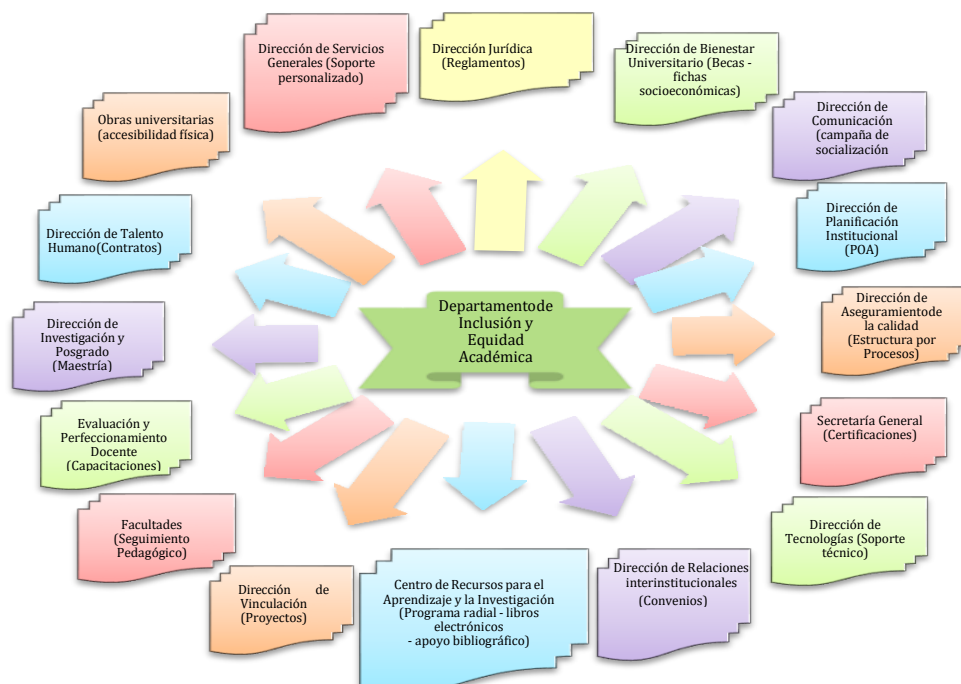 Dirección de Servicios
Generales (Soporte
personalizado)
Dirección Jurídica
(Reglamentos)
Dirección de Bienestar
Universitario (Becas -
fichas
socioeconómicas)
Dirección de
Comunicación
(campaña de
socialización
Dirección de
Planificación
Institucional
(POA)
Dirección de
Aseguramiento de
la calidad
(Estructura por
Procesos)
Secretaría General
(Certificaciones)
Dirección de
Tecnologías (Soporte
técnico)
Dirección de Relaciones
interinstitucionales
(Convenios)
Centro de Recursos para el
Aprendizaje y la Investigación
(Programa radial - libros
electrónicos
- apoyo bibliográfico)
Dirección de
Vinculación
(Proyectos)
Facultades
(Seguimiento
Pedagógico)
Evaluación y
Perfeccionamiento
Docente
(Capacitaciones)
Dirección de
Investigación y
Posgrado
(Maestría)
Dirección de Talento
Humano(Contratos)
Obras universitarias
(accesibilidad física)
Departamento de
Inclusión y
Equidad
Académica